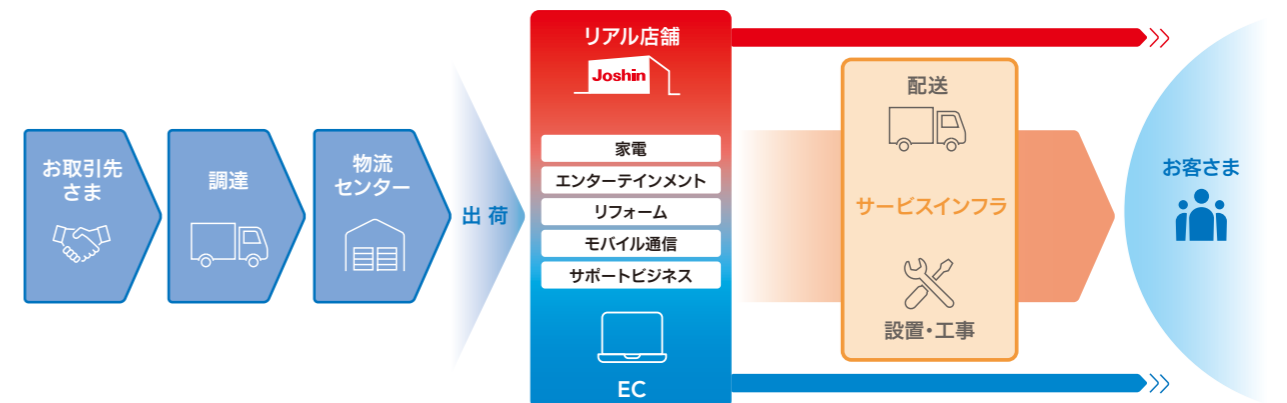 お取引先
さま
調達
物流
センター
出荷
リアル店舗
Joshin
家電
エンターテインメント
リフォーム
モバイル通信
サポートビジネス
EC
配送
サービスインフラ
設置・工事
お客さま